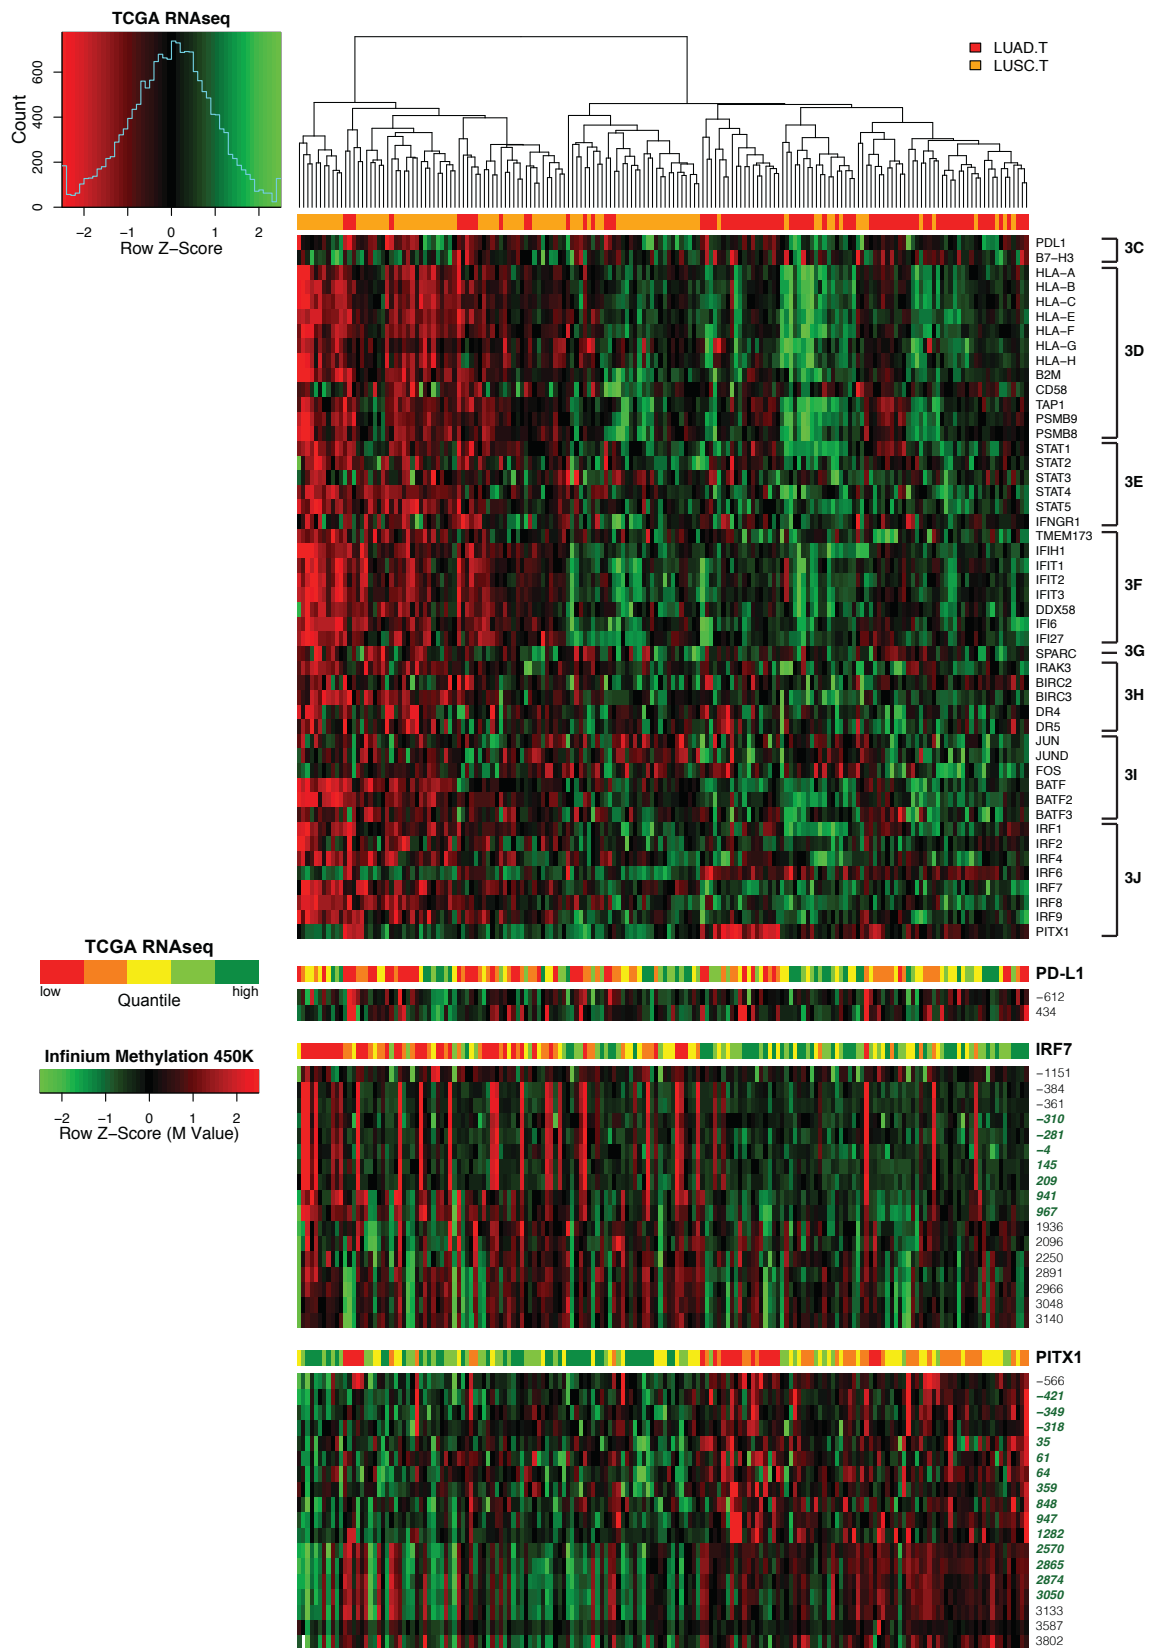 TCGA RNAseq
Count
0
200
400
600
−2 −1 0 1 2
Row Z−Score
LUAD.T
LUSC.T
PDL1
B7−H3
HLA−A
HLA−B
HLA−C
HLA−E
HLA−F
HLA−G
HLA−H
B2M
CD58
TAP1
PSMB9
PSMB8
STAT1
STAT2
STAT3
STAT4
STAT5
IFNGR1
TMEM173
IFIH1
IFIT1
IFIT2
IFIT3
DDX58
IFI6
IFI27
SPARC
IRAK3
BIRC2
BIRC3
DR4
DR5
JUN
JUND
FOS
BATF
BATF2
BATF3
IRF1
IRF2
IRF4
IRF6
IRF7
IRF8
IRF9
PITX1
3C
3D
3E
3F
3G
3H
3I
3J
TCGA RNAseq
low high
Quantile
PD-L1
−612
434
Infinium Methylation 450K
−2 −1 0 1 2
Row Z−Score (M Value)
IRF7
−1151
−384
−361
−310
−281
−4
145
209
941
967
1936
2096
2250
2891
2966
3048
3140
PITX1
−566
−421
−349
−318
35
61
64
359
848
947
1282
2570
2865
2874
3050
3133
3587
3802